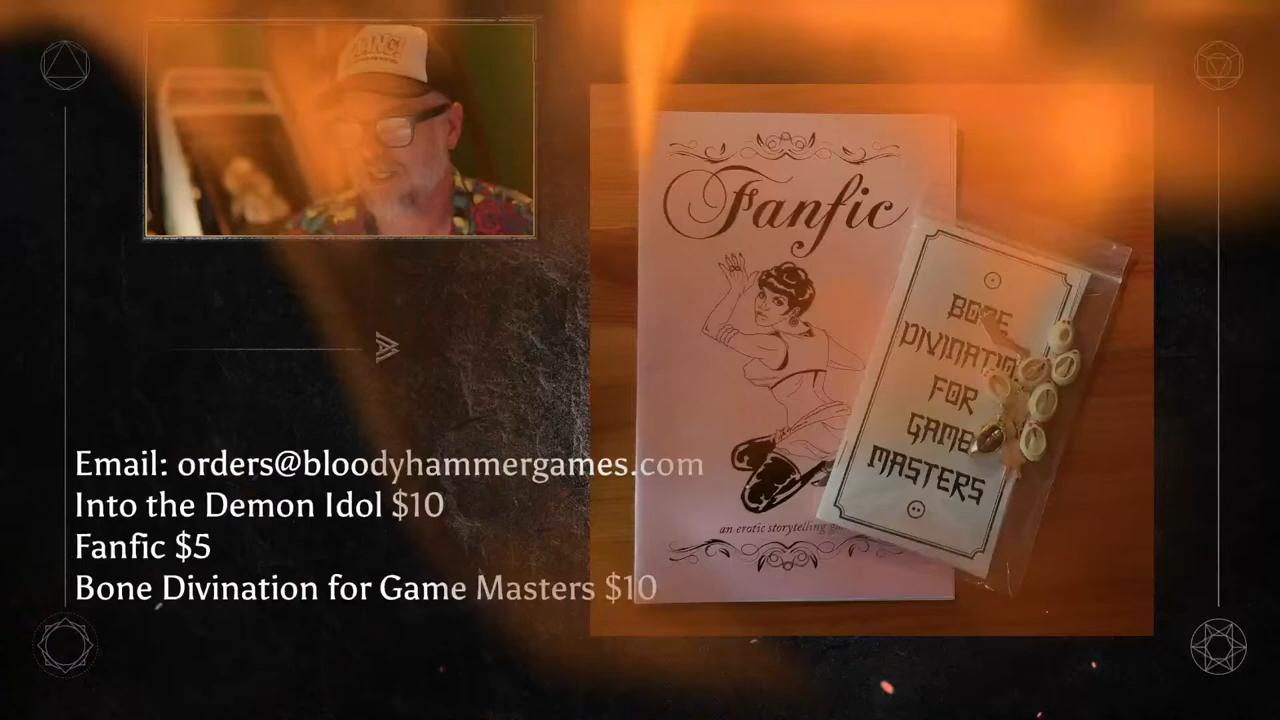 DANG!
Fanfic
BONE
DIVINATION
FOR
GAME
MASTERS
an erotic storytelling
Email: orders@bloodyhammergames.com
Into the Demon Idol $10
Fanfic $5
Bone Divination for Game Masters $10